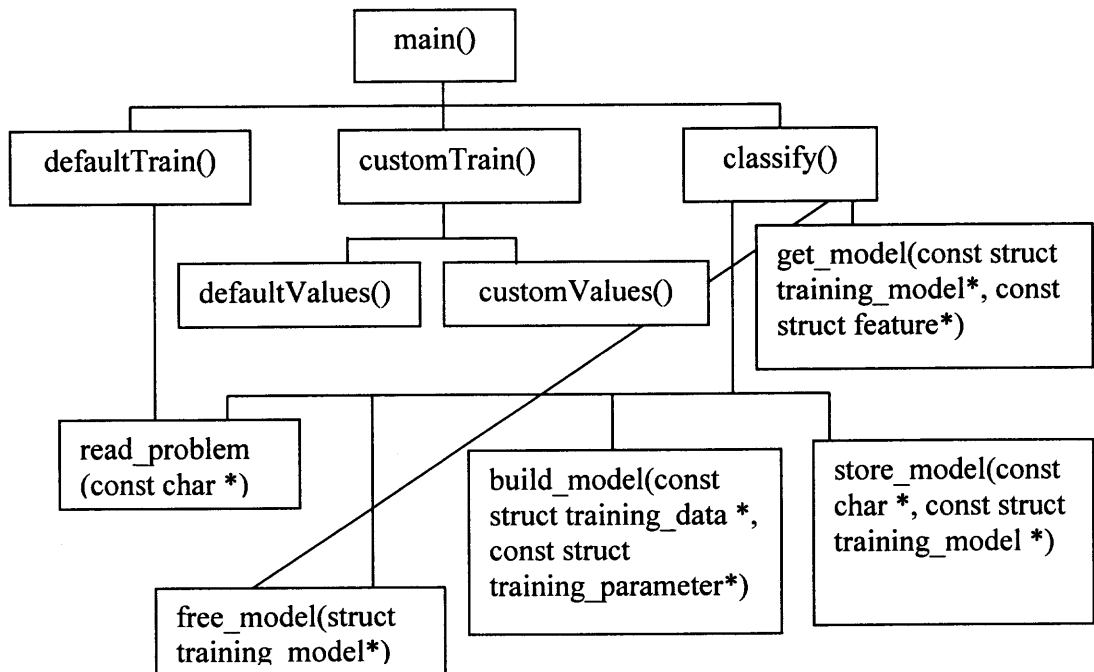 main()
defaultTrain()
customTrain()
classify()
defaultValues()
customValues()
get_model(const struct
training_model*, const
struct feature*)
read_problem
(const char *)
build_model(const
struct training_data *,
const struct
training_parameter*)
store_model(const
char *, const struct
training_model *)
free_model(struct
training_model*)